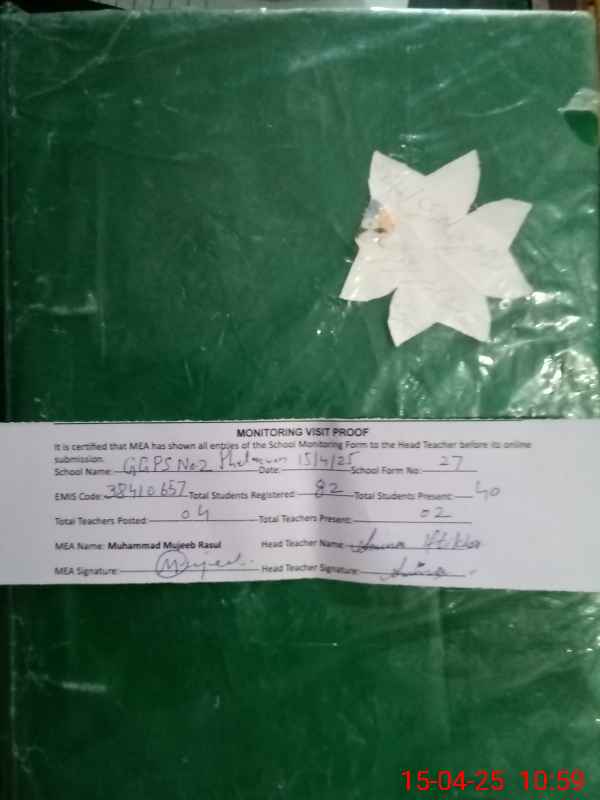 MONITORING VISIT PROOF
It is certified that MEA has shown all entries of the School Monitoring Form to the Head Teacher before its online
submission.
School Name: GGPS No2 Date: 15/4/25 School Form No: 27
EMIS Code: 38410657 Total Students Registered: 82 Total Students Present: 40
Total Teachers Posted: 04 Total Teachers Present: 02
MEA Name: Muhammad Mujeeb Rasul Head Teacher Name:
MEA Signature: Mujeeb Head Teacher Signature:
15-04-25 10:59